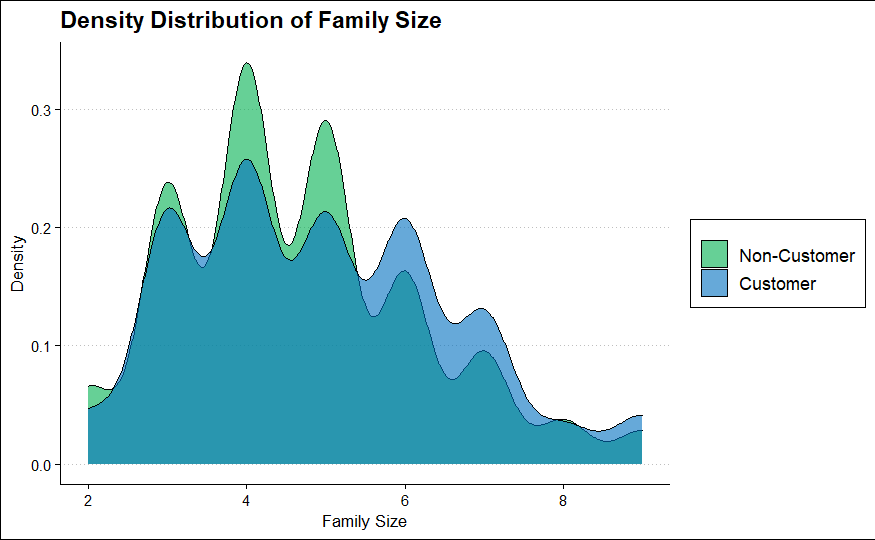 Density Distribution of Family Size
0.3
0.2
0.1
0.0
Density
2 4 6 8
Family Size
Non-Customer
Customer